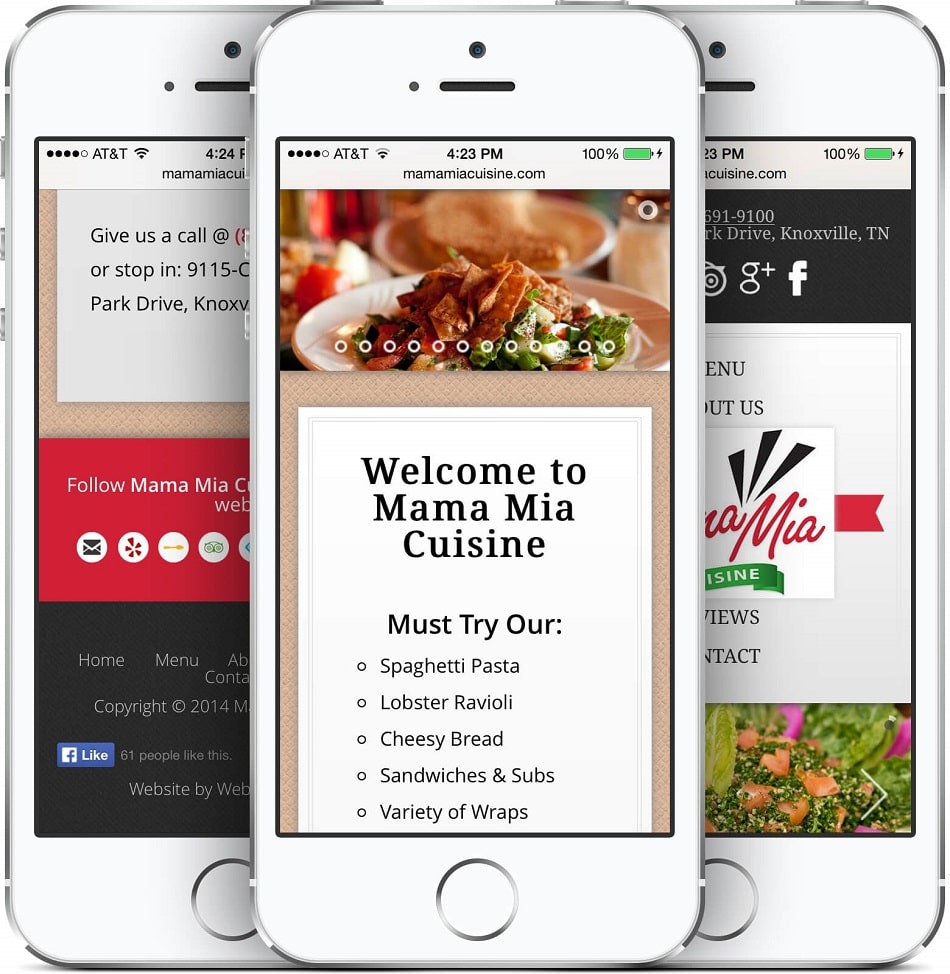 AT&T 4:24
mamamiacui
Give us a call @ (8
or stop in: 9115-C
Park Drive, Knoxv
Follow Mama Mia Cu
web
Home Menu Ab
Conta
Copyright © 2014 Ma
Like 61 people like this.
Website by Web
AT&T 4:23 PM 100%
mamamiacuisine.com
Welcome to
Mama Mia
Cuisine
Must Try Our:
Spaghetti Pasta
Lobster Ravioli
Cheesy Bread
Sandwiches & Subs
Variety of Wraps
23 PM 100%
acuisine.com
691-9100
rk Drive, Knoxville, TN
g+ f
ENU
OUT US
ma Mia
ISINE
VIEWS
NTACT